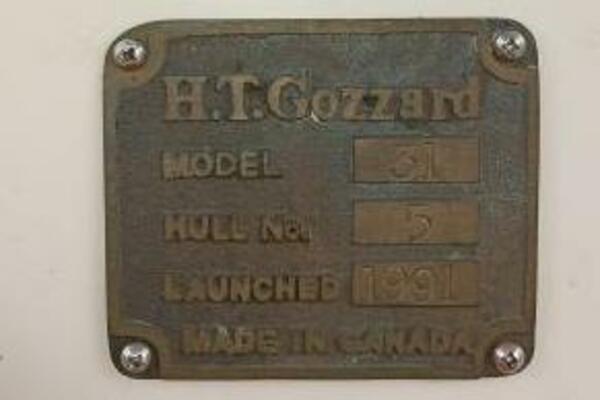 H.T.Gozzard
MODEL 31
HULL No. 5
LAUNCHED 1991
MADE IN CANADA